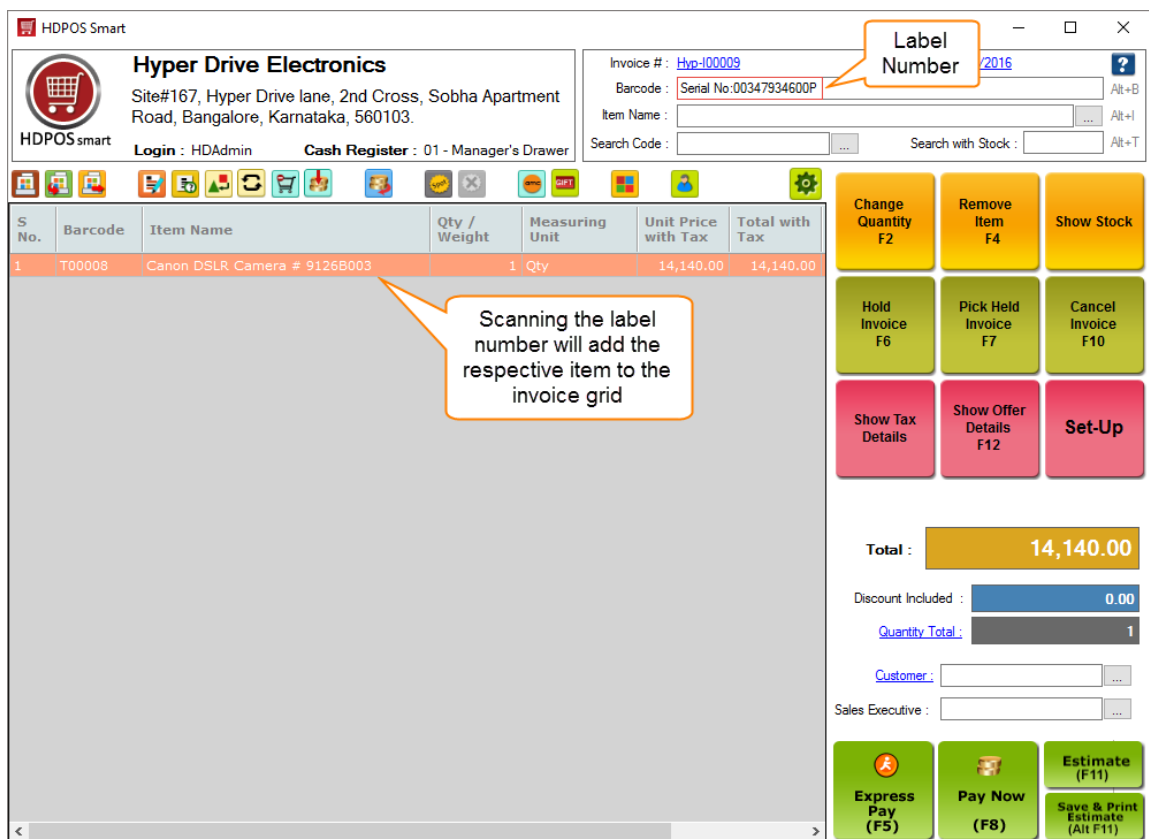 HDPOS Smart
HDPOS smart
Hyper Drive Electronics
Site#167, Hyper Drive lane, 2nd Cross, Sobha Apartment
Road, Bangalore, Karnataka, 560103.
Login : HDAdmin Cash Register : 01 - Manager's Drawer
Label
Number
Invoice # : Hyp-I00009 /2016 ?
Barcode : Serial No:00347934600P Alt+B
Item Name : ... Alt+I
Search Code : ... Search with Stock : Alt+T
amc GIFT
S
No. Barcode Item Name Qty /
Weight Measuring
Unit Unit Price
with Tax Total with
Tax
1 T00008 Canon DSLR Camera # 9126B003 1 Qty 14,140.00 14,140.00
Scanning the label
number will add the
respective item to the
invoice grid
Change
Quantity
F2
Remove
Item
F4
Show Stock
Hold
Invoice
F6
Pick Held
Invoice
F7
Cancel
Invoice
F10
Show Tax
Details
Show Offer
Details
F12
Set-Up
Total : 14,140.00
Discount Included : 0.00
Quantity Total : 1
Customer : ...
Sales Executive : ...
Express
Pay
(F5)
Pay Now
(F8)
Estimate
(F11)
Save & Print
Estimate
(Alt F11)